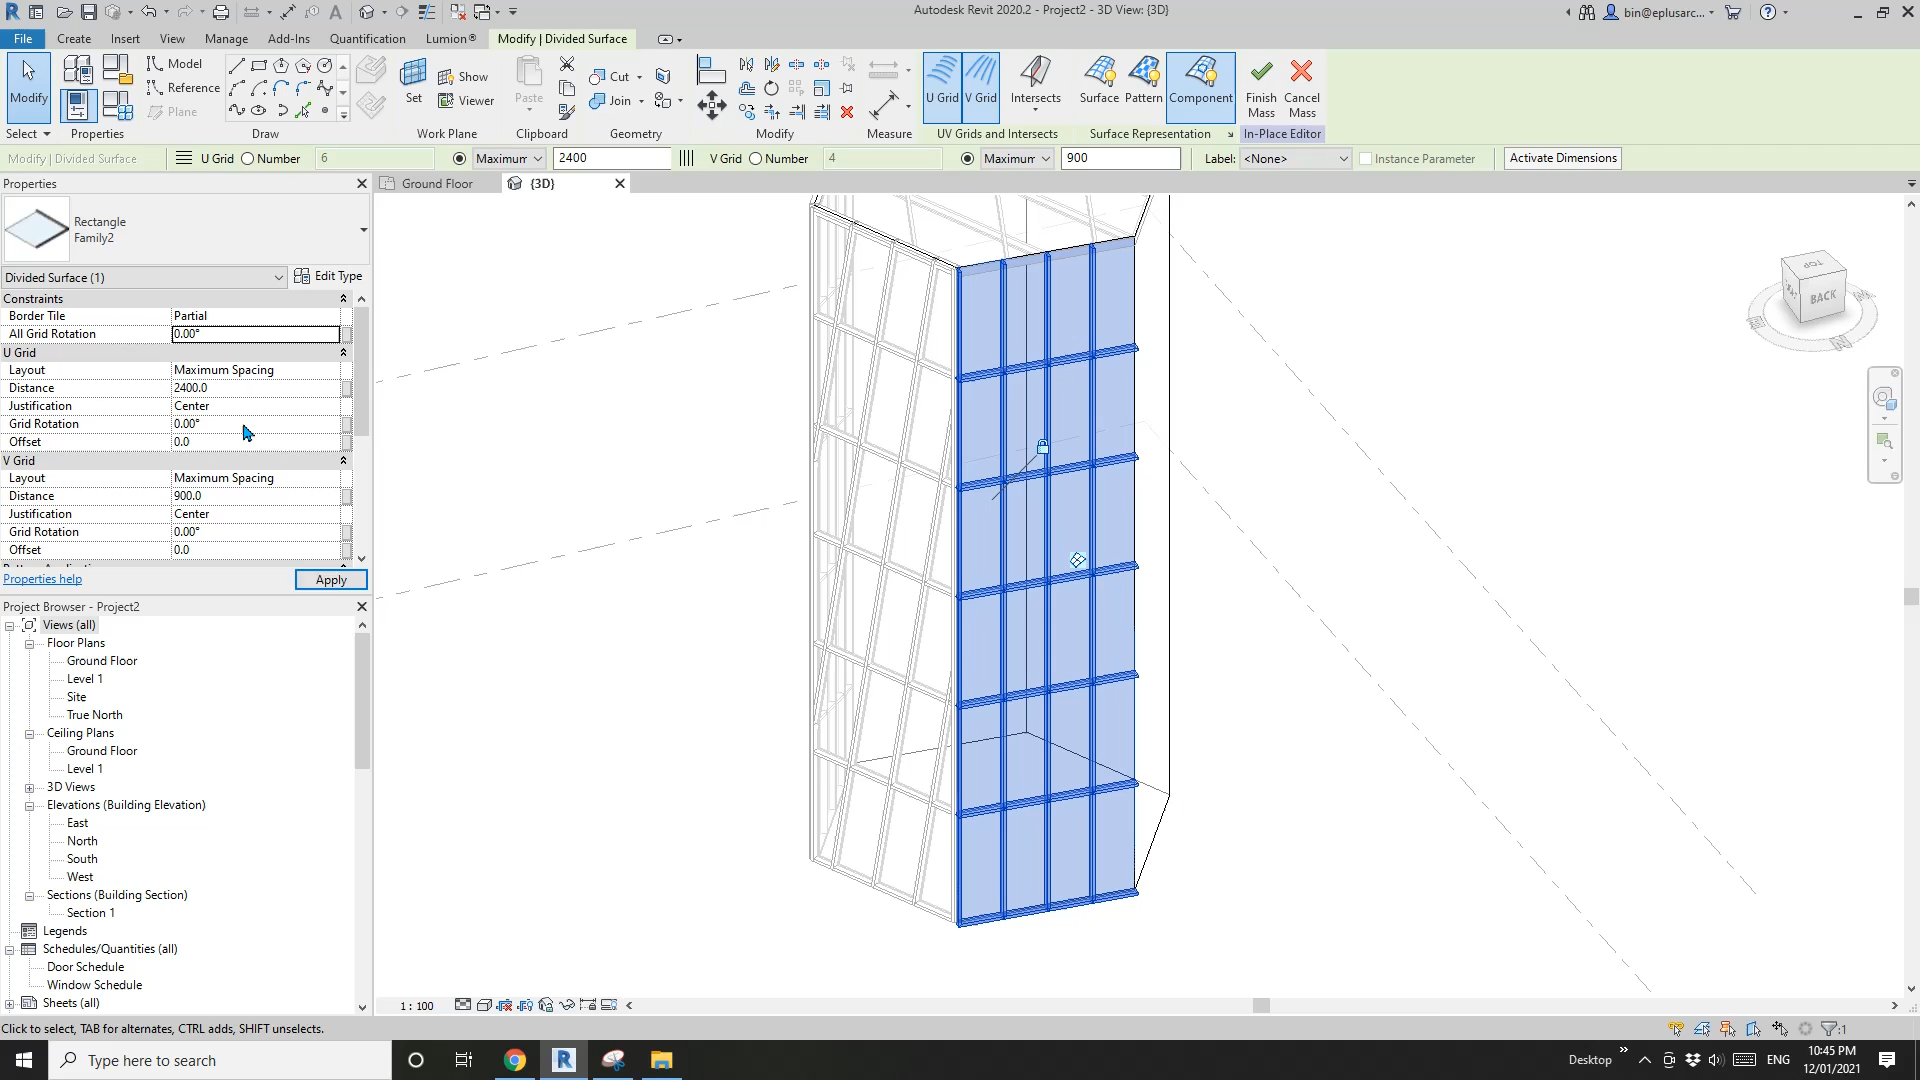 Autodesk Revit 2020.2 - Project2 - 3D View: {3D}
bin@eplusarc...
File
Create
Insert
View
Manage
Add-Ins
Quantification
Lumion®
Modify | Divided Surface
Modify
Select
Properties
Model
Reference
Plane
Draw
Set
Show
Viewer
Work Plane
Paste
Clipboard
Cut
Join
Geometry
Modify
Measure
U Grid
V Grid
Intersects
UV Grids and Intersects
Surface
Pattern
Component
Surface Representation
Finish Mass
Cancel Mass
In-Place Editor
Modify | Divided Surface
U Grid
Number
6
Maximum
2400
V Grid
Number
4
Maximum
900
Label:
<None>
Instance Parameter
Activate Dimensions
Properties
Rectangle
Family2
Divided Surface (1)
Edit Type
Constraints
Border Tile Partial
All Grid Rotation 0.00°
U Grid
Layout Maximum Spacing
Distance 2400.0
Justification Center
Grid Rotation 0.00°
Offset 0.0
V Grid
Layout Maximum Spacing
Distance 900.0
Justification Center
Grid Rotation 0.00°
Offset 0.0
Properties help
Apply
Ground Floor
{3D}
TOP
BACK
Project Browser - Project2
Views (all)
Floor Plans
Ground Floor
Level 1
Site
True North
Ceiling Plans
Ground Floor
Level 1
3D Views
Elevations (Building Elevation)
East
North
South
West
Sections (Building Section)
Section 1
Legends
Schedules/Quantities (all)
Door Schedule
Window Schedule
Sheets (all)
1 : 100
Click to select, TAB for alternates, CTRL adds, SHIFT unselects.
:1
Type here to search
Desktop
ENG
10:45 PM
12/01/2021